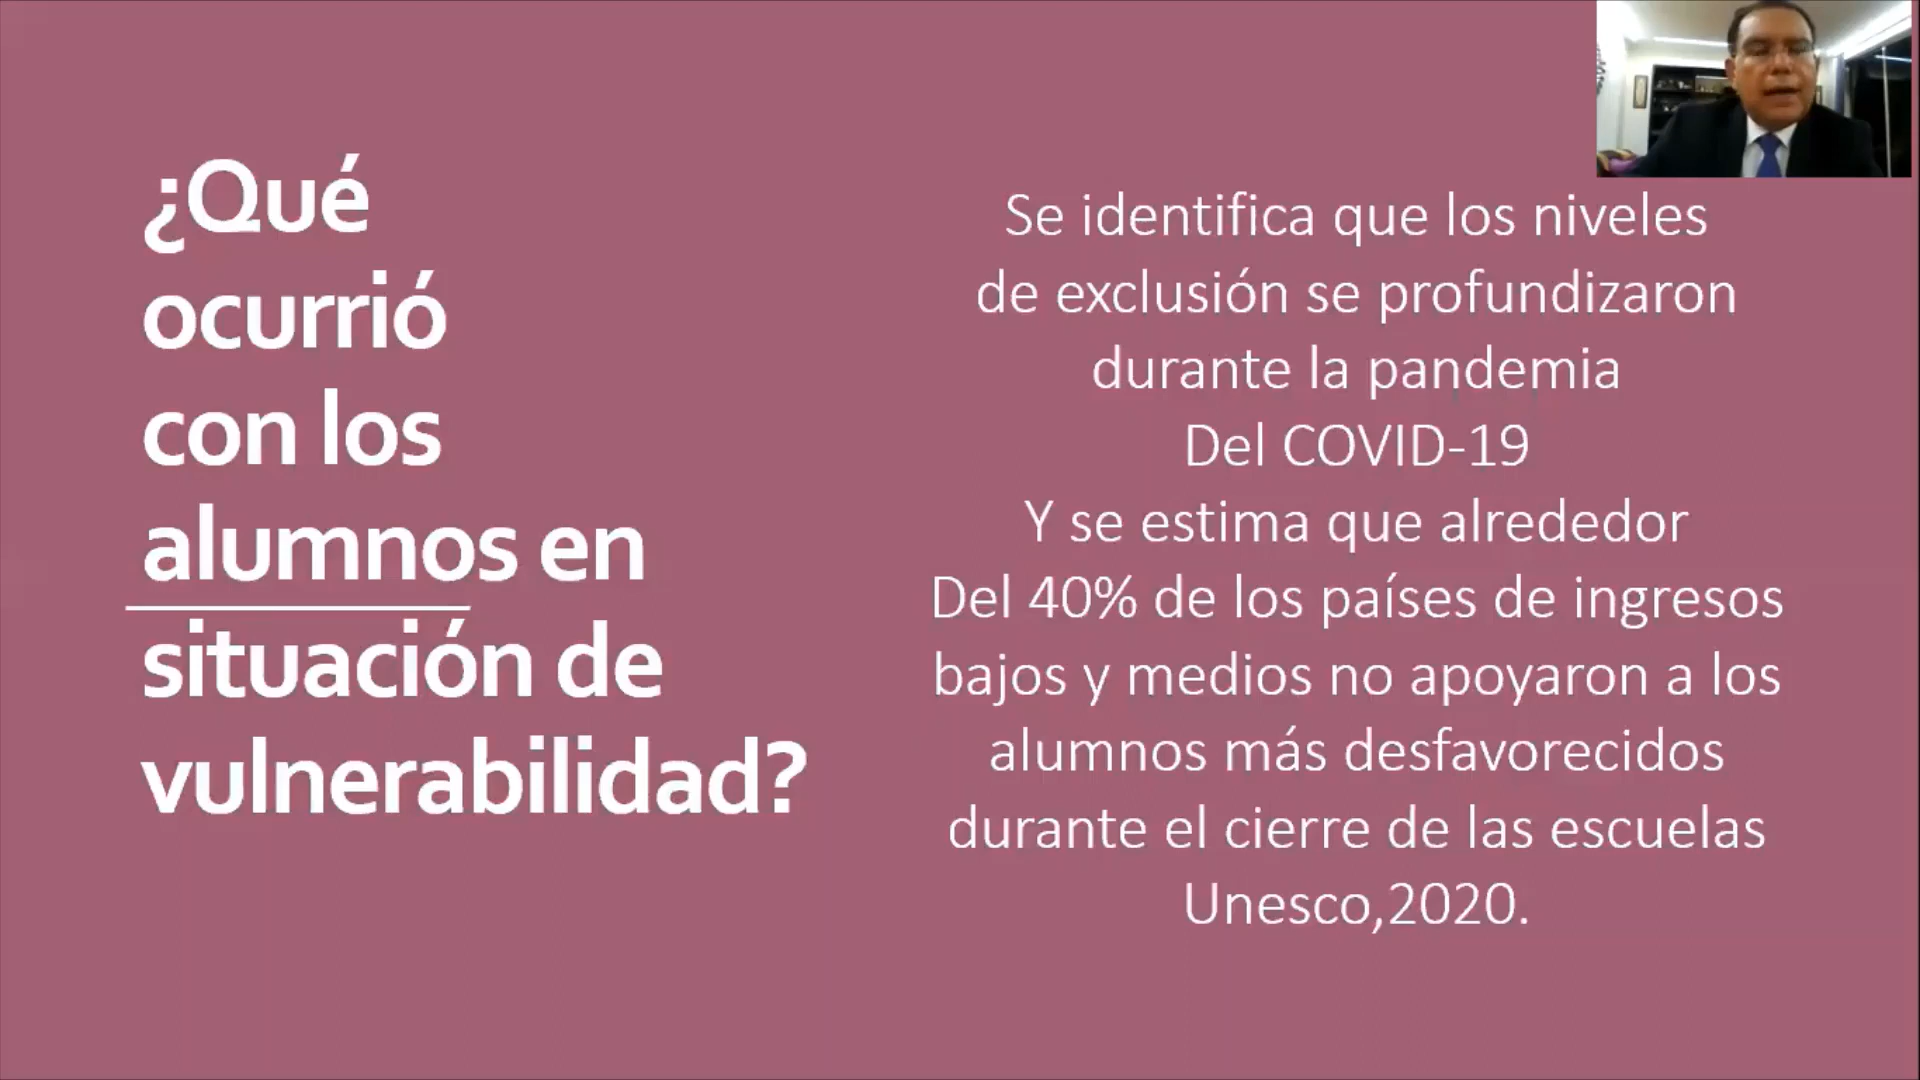 ¿Qué
ocurrió
con los
alumnos en
situación de
vulnerabilidad?
Se identifica que los niveles
de exclusión se profundizaron
durante la pandemia
Del COVID-19
Y se estima que alrededor
Del 40% de los países de ingresos
bajos y medios no apoyaron a los
alumnos más desfavorecidos
durante el cierre de las escuelas
Unesco,2020.